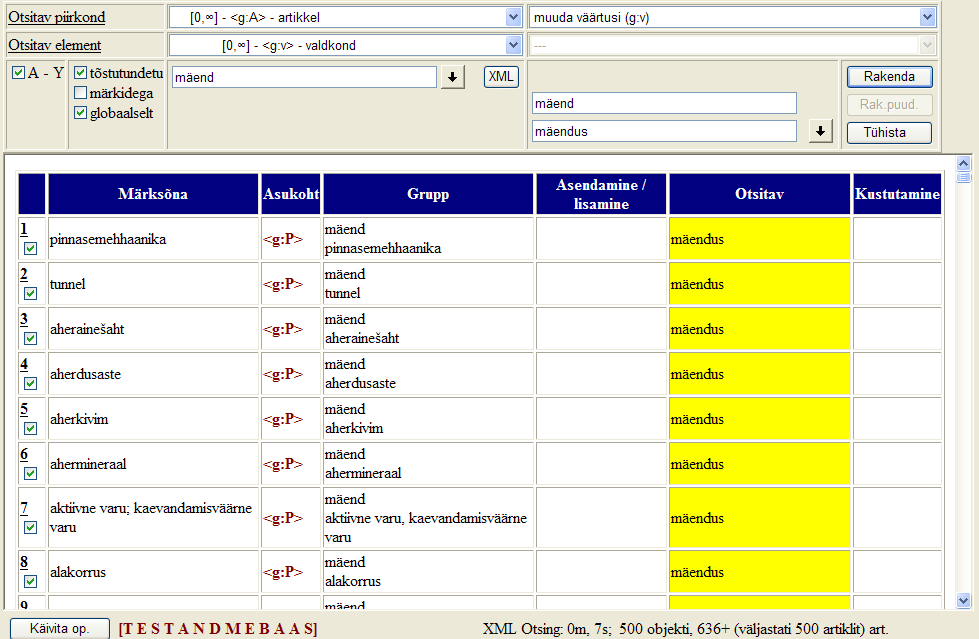 Otsitav piirkond [0,∞] - <g:A> - artikkel muuda väärtusi (g:v)
Otsitav element [0,∞] - <g:v> - valdkond ---
A - Y tõstutundetu mäend XML Rakenda
märkidega mäend Rak.puud.
globaalselt mäendus Tühista
Märksõna Asukoht Grupp Asendamine / lisamine Otsitav Kustutamine
1 pinnasemehhaanika <g:P> mäend mäendus
pinnasemehhaanika
2 tunnel <g:P> mäend mäendus
tunnel
3 aherainešaht <g:P> mäend mäendus
aherainešaht
4 aherdusaste <g:P> mäend mäendus
aherdusaste
5 aherkivim <g:P> mäend mäendus
aherkivim
6 ahermineraal <g:P> mäend mäendus
ahermineraal
7 aktiivne varu; kaevandamisväärne varu <g:P> mäend mäendus
aktiivne varu, kaevandamisväärne varu
8 alakorrus <g:P> mäend mäendus
alakorrus
9 mäend
Käivita op. [T E S T A N D M E B A A S] XML Otsing: 0m, 7s; 500 objekti, 636+ (väljastati 500 artiklit) art.